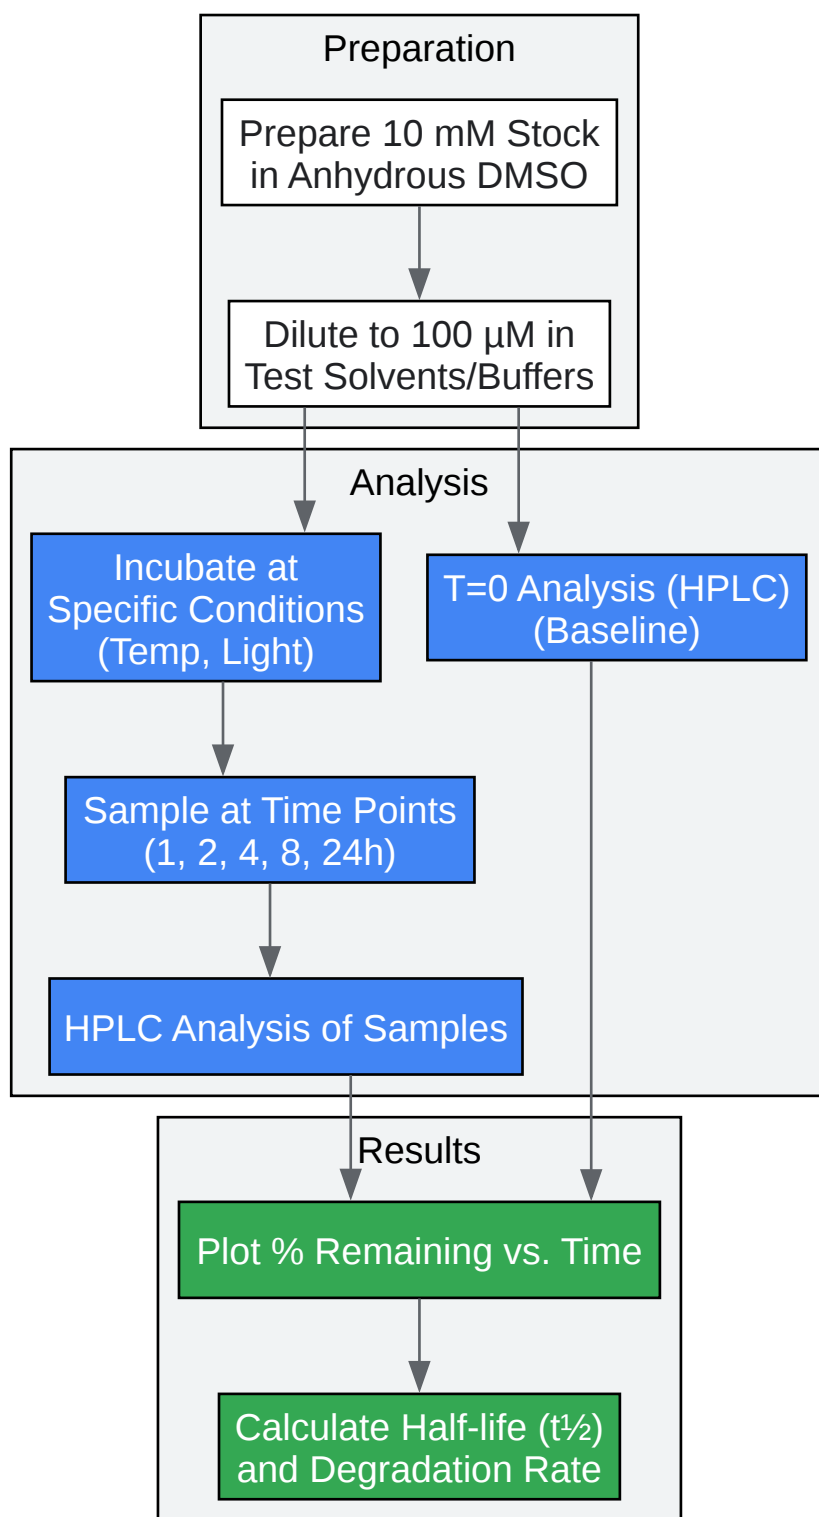 Preparation
Prepare 10 mM Stock
in Anhydrous DMSO
Dilute to 100 µM in
Test Solvents/Buffers
Analysis
Incubate at
Specific Conditions
(Temp, Light)
T=0 Analysis (HPLC)
(Baseline)
Sample at Time Points
(1, 2, 4, 8, 24h)
HPLC Analysis of Samples
Results
Plot % Remaining vs. Time
Calculate Half-life (t½)
and Degradation Rate